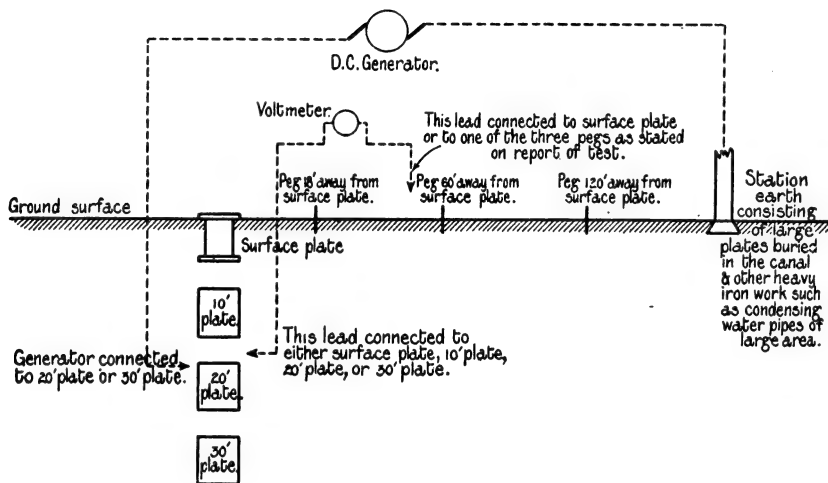 D.C. Generator.
Voltmeter.
This lead connected to surface plate
or to one of the three pegs as stated
on report of test.
Peg 18' away from
surface plate.
Peg 60' away from
surface plate.
Peg 120' away from
surface plate.
Station
earth
consisting
of large
plates buried
in the canal
& other heavy
iron work such
as condensing
water pipes of
large area.
Ground surface
Surface plate
10'
plate.
This lead connected to
either surface plate, 10' plate,
20' plate, or 30' plate.
Generator connected
to 20' plate or 30' plate.
20'
plate.
30'
plate.